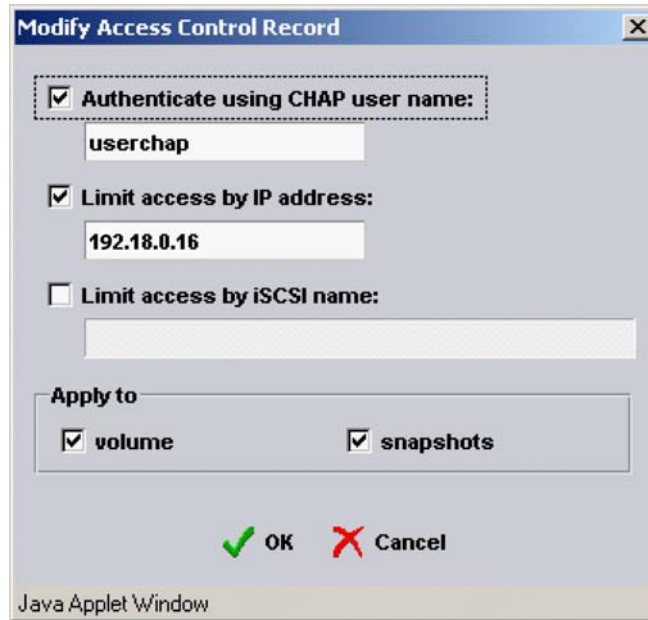 Modify Access Control Record
Authenticate using CHAP user name:
userchap
Limit access by IP address:
192.18.0.16
Limit access by iSCSI name:
Apply to
volume snapshots
OK Cancel
Java Applet Window